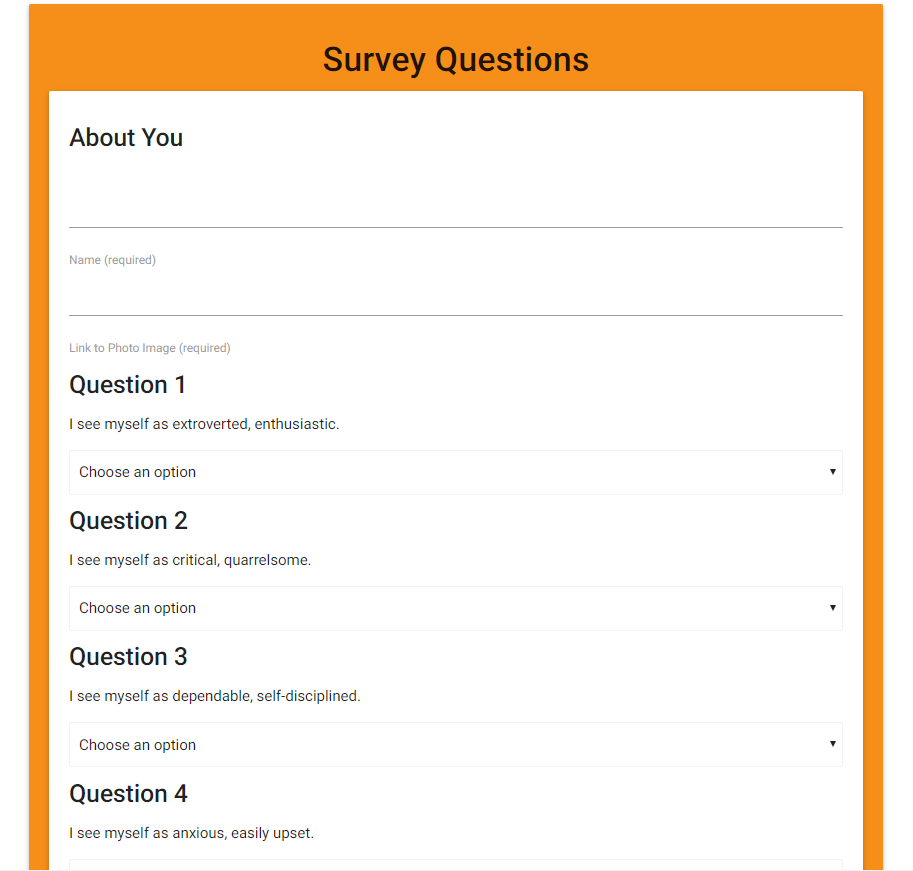 Survey Questions
About You
Name (required)
Link to Photo Image (required)
Question 1
I see myself as extroverted, enthusiastic.
Choose an option
Question 2
I see myself as critical, quarrelsome.
Choose an option
Question 3
I see myself as dependable, self-disciplined.
Choose an option
Question 4
I see myself as anxious, easily upset.